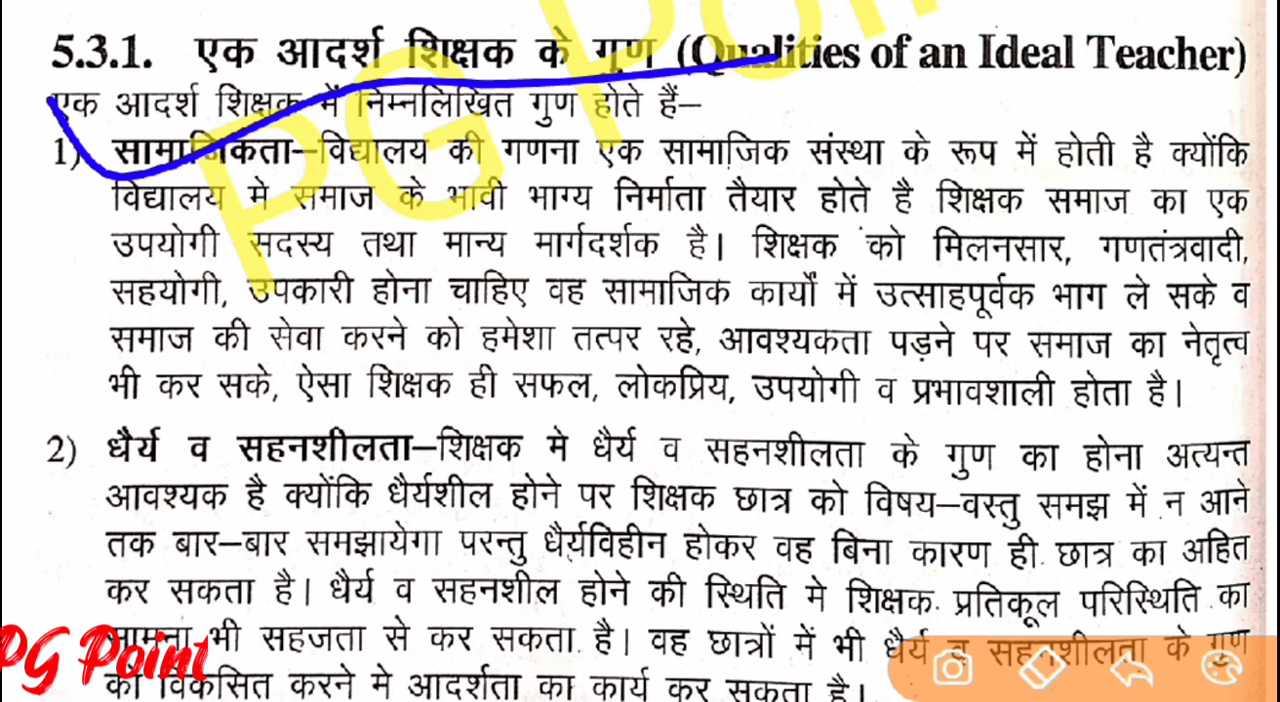 5.3.1. एक आदर्श शिक्षक के गुण ((Qualities of an Ideal Teacher)
एक आदर्श शिक्षक में निम्नलिखित गुण होते हैं–
1) सामाजिकता–विद्यालय की गणना एक सामाजिक संस्था के रूप में होती है क्योंकि
विद्यालय मे समाज के भावी भाग्य निर्माता तैयार होते है शिक्षक समाज का एक
उपयोगी सदस्य तथा मान्य मार्गदर्शक है। शिक्षक को मिलनसार, गणतंत्रवादी,
सहयोगी, उपकारी होना चाहिए वह सामाजिक कार्यों में उत्साहपूर्वक भाग ले सके व
समाज की सेवा करने को हमेशा तत्पर रहे, आवश्यकता पड़ने पर समाज का नेतृत्व
भी कर सके, ऐसा शिक्षक ही सफल, लोकप्रिय, उपयोगी व प्रभावशाली होता है।
2) धैर्य व सहनशीलता–शिक्षक मे धैर्य व सहनशीलता के गुण का होना अत्यन्त
आवश्यक है क्योंकि धैर्यशील होने पर शिक्षक छात्र को विषय–वस्तु समझ में न आने
तक बार–बार समझायेगा परन्तु धैर्यविहीन होकर वह बिना कारण ही छात्र का अहित
कर सकता है। धैर्य व सहनशील होने की स्थिति मे शिक्षक प्रतिकूल परिस्थिति का
सामना भी सहजता से कर सकता है। वह छात्रों में भी धैर्य व सहनशीलता के गुण
को विकसित करने मे आदर्शता का कार्य कर सकता है।
PG Point
PG Point